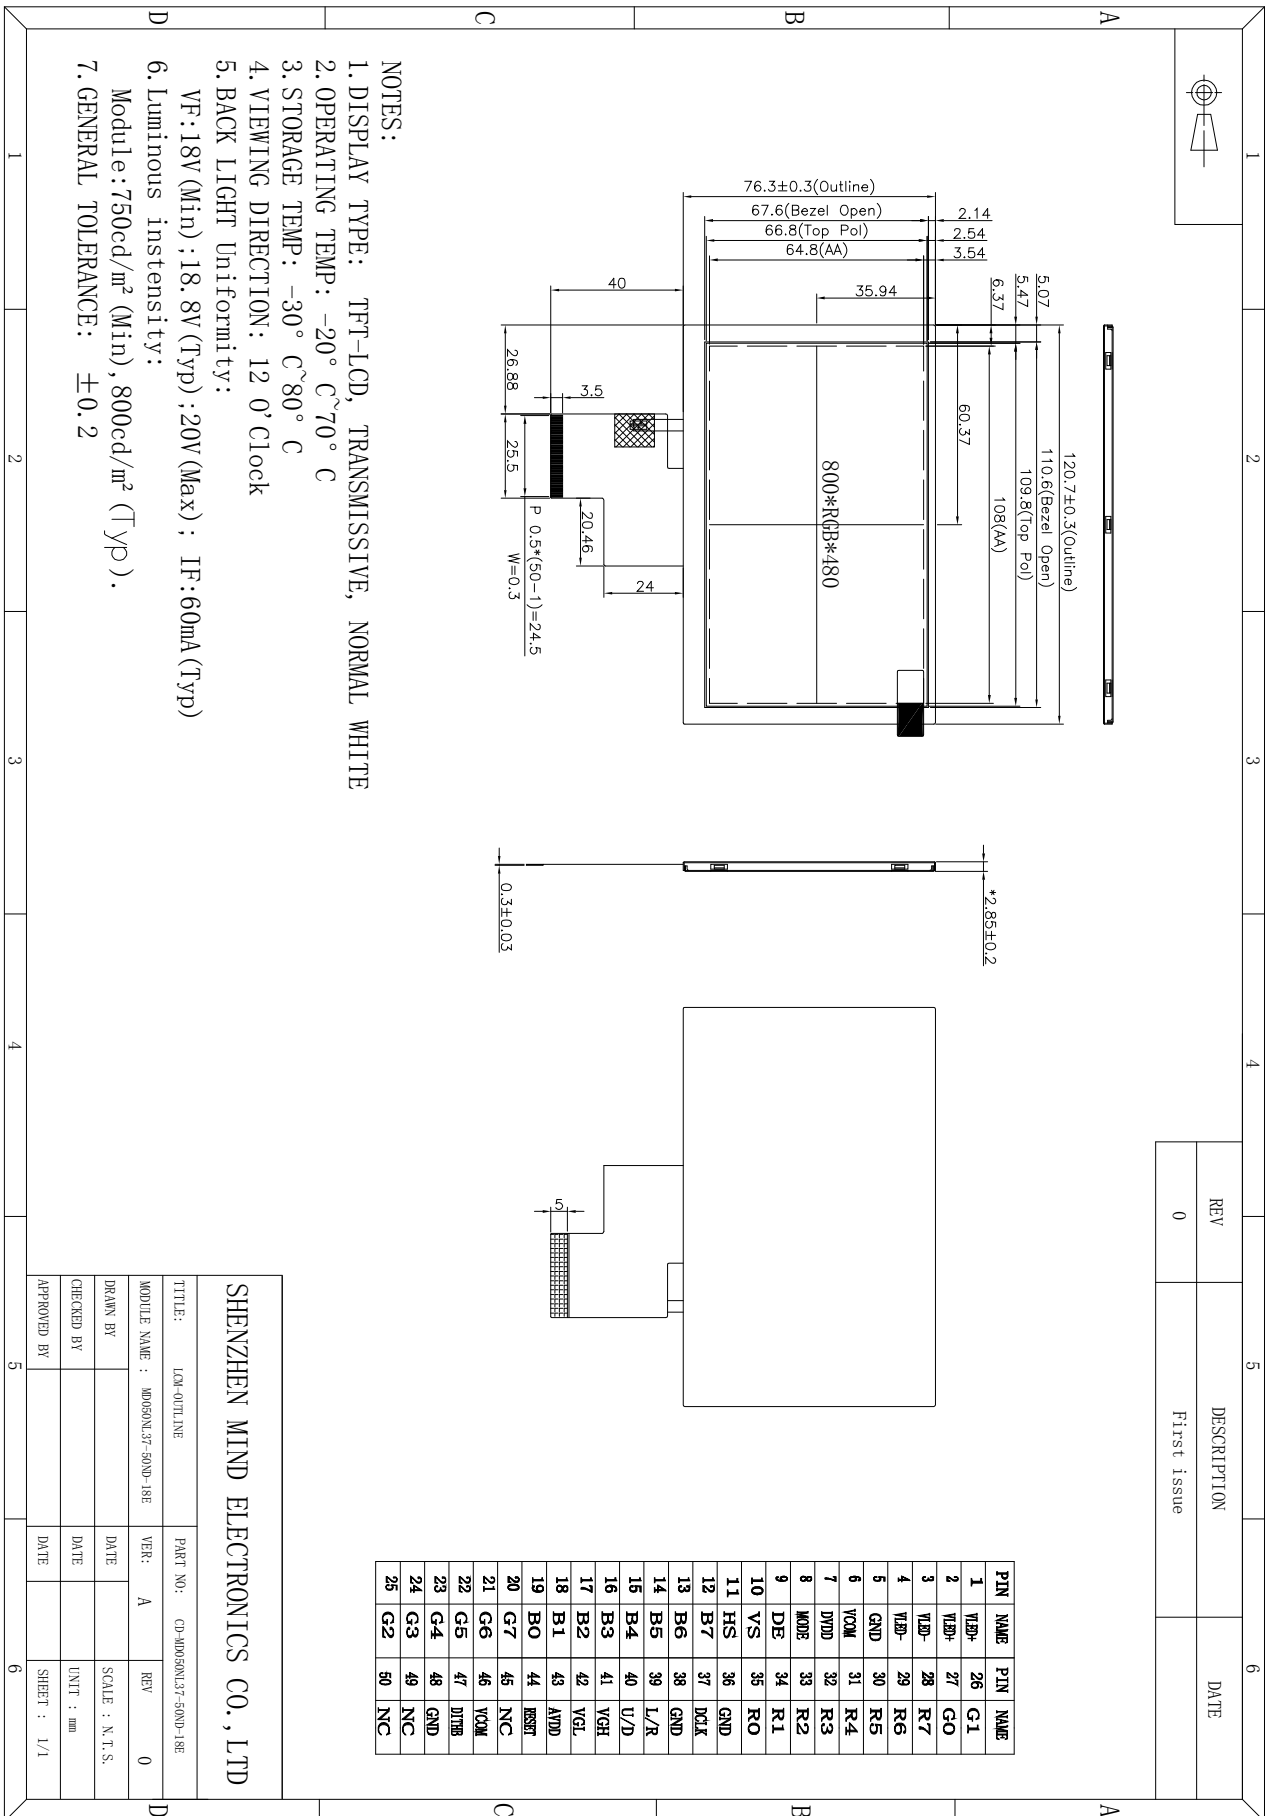 1 2 3 4 5 6
A B C D
REV DESCRIPTION DATE
0 First issue
120.7±0.3(Outline)
110.6(Bezel Open)
109.8(Top Pol)
108(AA)
60.37
5.07
5.47
6.37
2.14
2.54
3.54
76.3±0.3(Outline)
67.6(Bezel Open)
66.8(Top Pol)
64.8(AA)
35.94
40
800*RGB*480
3.5
26.88
25.5
20.46
24
P 0.5*(50-1)=24.5
W=0.3
*2.85±0.2
0.3±0.03
5
PIN NAME PIN NAME
1 VLED+ 26 G1
2 VLED+ 27 G0
3 VLED- 28 R7
4 VLED- 29 R6
5 GND 30 R5
6 VCOM 31 R4
7 DVDD 32 R3
8 MODE 33 R2
9 DE 34 R1
10 VS 35 R0
11 HS 36 GND
12 B7 37 DCLK
13 B6 38 GND
14 B5 39 L/R
15 B4 40 U/D
16 B3 41 VGH
17 B2 42 VGL
18 B1 43 AVDD
19 B0 44 RESET
20 G7 45 NC
21 G6 46 VCOM
22 G5 47 DITHB
23 G4 48 GND
24 G3 49 NC
25 G2 50 NC
NOTES:
1.DISPLAY TYPE: TFT-LCD, TRANSMISSIVE, NORMAL WHITE
2.OPERATING TEMP: -20° C~70° C
3.STORAGE TEMP: -30° C~80° C
4.VIEWING DIRECTION: 12 O'Clock
5.BACK LIGHT Uniformity:
VF:18V(Min);18.8V(Typ);20V(Max); IF:60mA(Typ)
6.Luminous instensity:
Module:750cd/m²(Min),800cd/m²(Typ).
7.GENERAL TOLERANCE: ±0.2
SHENZHEN MIND ELECTRONICS CO.,LTD
TITLE: LCM-OUTLINE PART NO: CD-MD050NL37-50ND-18E
MODULE NAME : MD050NL37-50ND-18E VER: A REV 0
DRAWN BY DATE SCALE : N.T.S.
CHECKED BY DATE UNIT : mm
APPROVED BY DATE SHEET : 1/1
A B C D
1 2 3 4 5 6